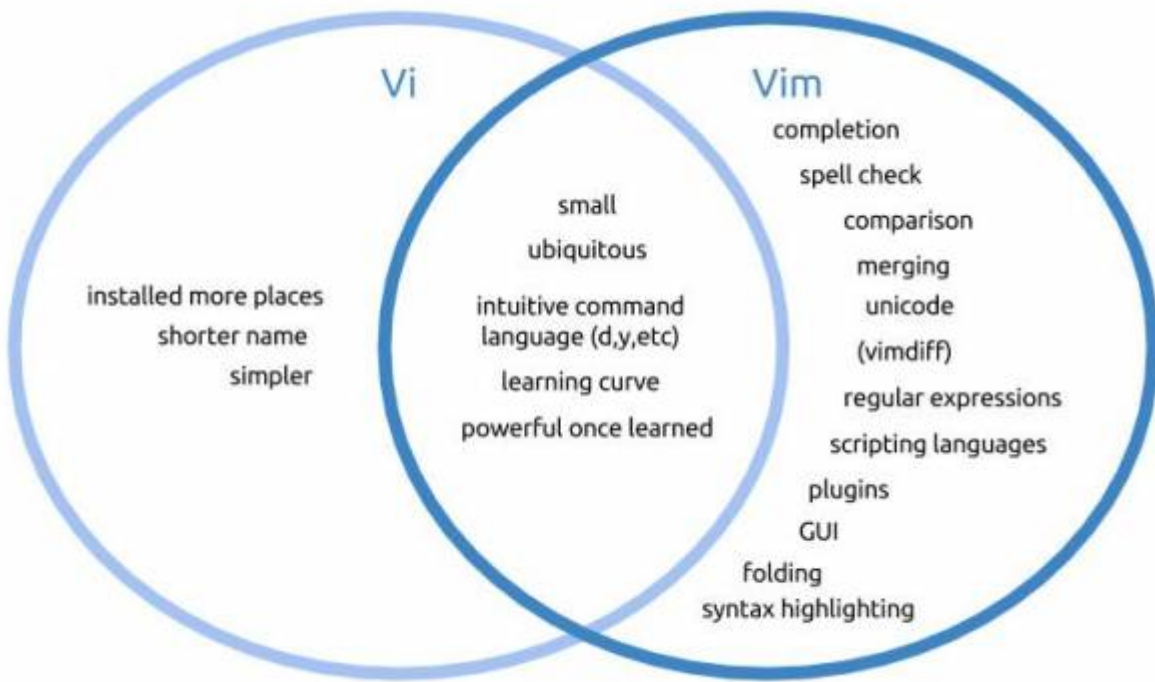 Vi
Vim
installed more places
shorter name
simpler
small
ubiquitous
intuitive command
language (d,y,etc)
learning curve
powerful once learned
completion
spell check
comparison
merging
unicode
(vimdiff)
regular expressions
scripting languages
plugins
GUI
folding
syntax highlighting